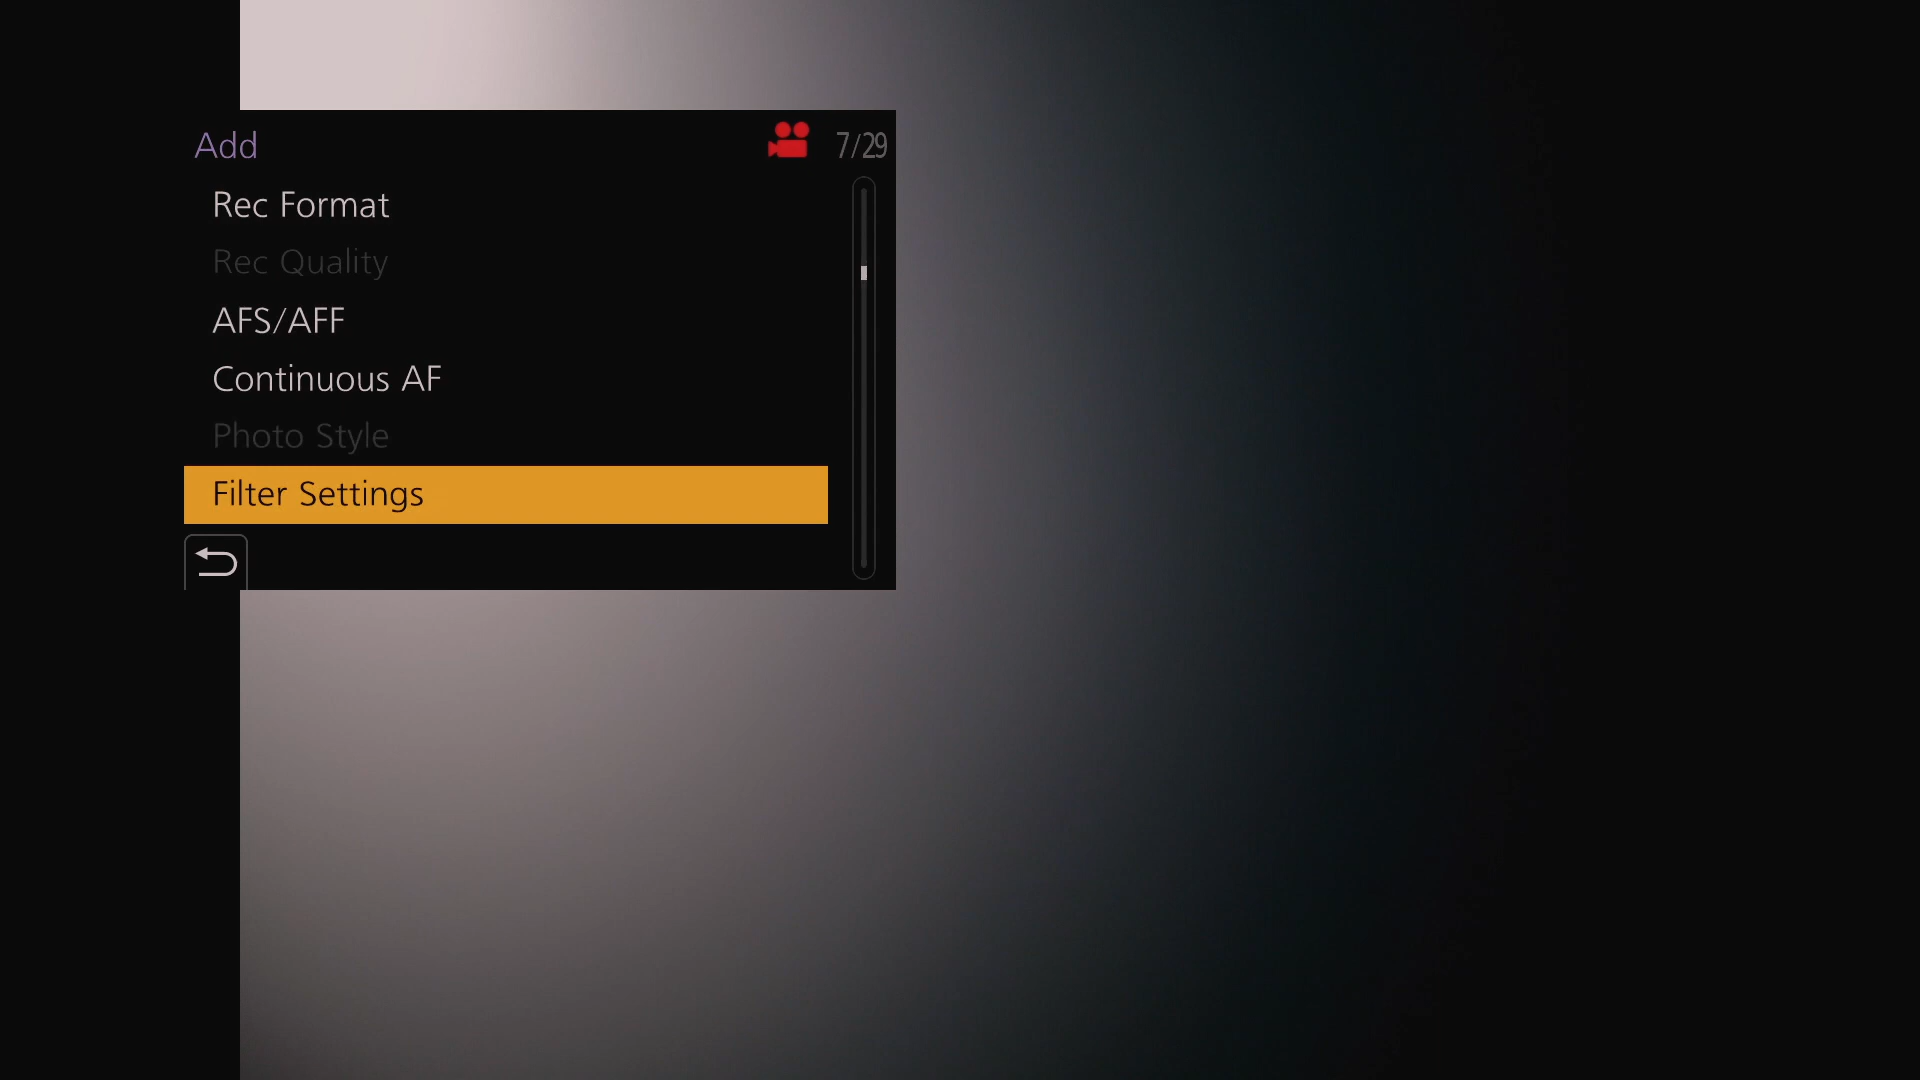 Add
7/29
Rec Format
Rec Quality
AFS/AFF
Continuous AF
Photo Style
Filter Settings